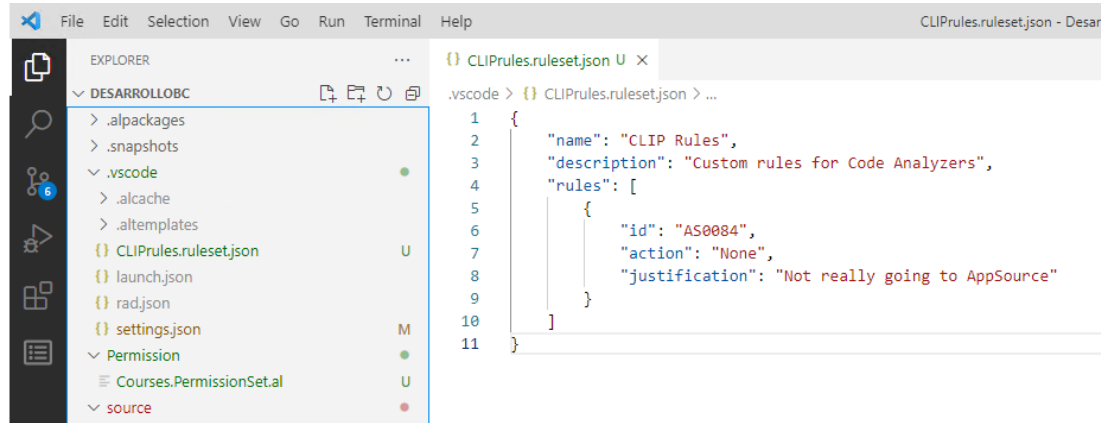 File Edit Selection View Go Run Terminal Help CLIPrules.ruleset.json - Desar
EXPLORER ...
DESARROLLOBC
.alpackages
.snapshots
.vscode
.alcache
.altemplates
{} CLIPrules.ruleset.json U
{} launch.json
{} rad.json
{} settings.json M
Permission
Courses.PermissionSet.al U
source
6
{} CLIPrules.ruleset.json U ×
.vscode > {} CLIPrules.ruleset.json > ...
1 {
2 "name": "CLIP Rules",
3 "description": "Custom rules for Code Analyzers",
4 "rules": [
5 {
6 "id": "AS0084",
7 "action": "None",
8 "justification": "Not really going to AppSource"
9 }
10 ]
11 }